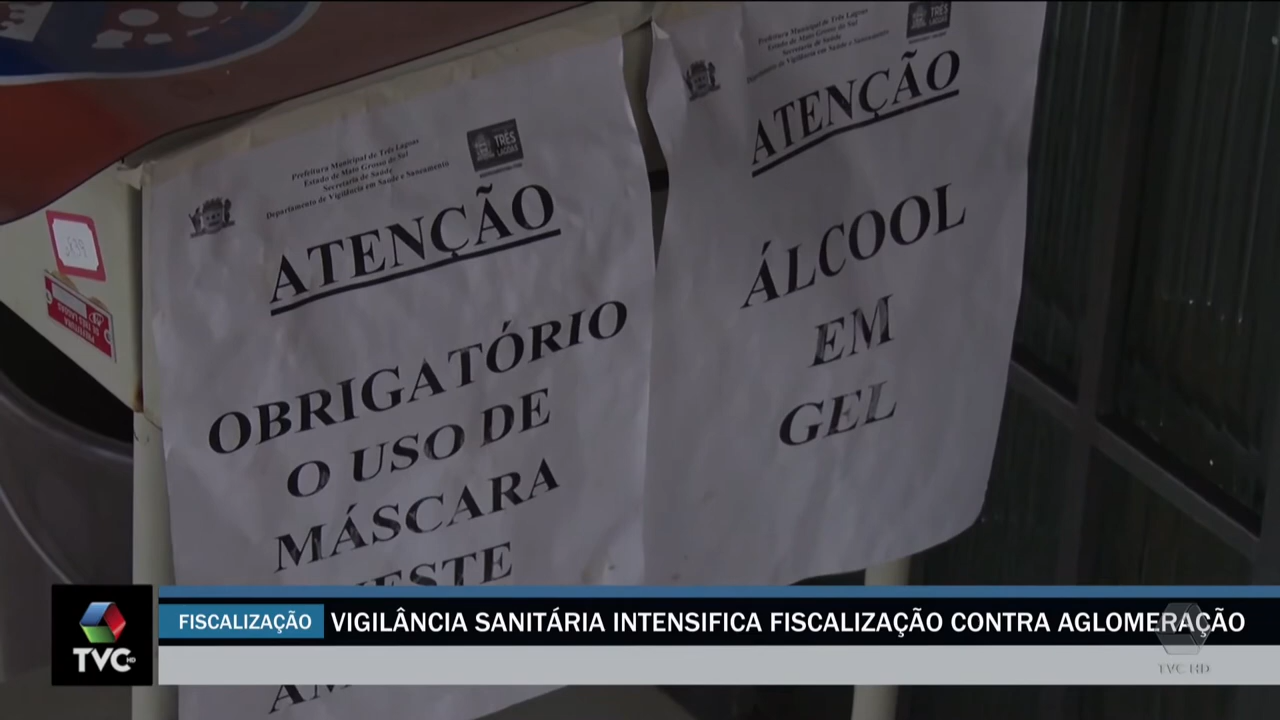 Prefeitura Municipal de Três Lagoas
Estado de Mato Grosso do Sul
Secretaria de Saúde
Departamento de Vigilância em Saúde e Saneamento
TRÊS
LAGOAS
ATENÇÃO
OBRIGATÓRIO
O USO DE
MÁSCARA
Prefeitura Municipal de Três Lagoas
Estado de Mato Grosso do Sul
Secretaria de Saúde
Departamento de Vigilância em Saúde e Saneamento
TRÊS
LAGOAS
ATENÇÃO
ÁLCOOL
EM
GEL
FISCALIZAÇÃO VIGILÂNCIA SANITÁRIA INTENSIFICA FISCALIZAÇÃO CONTRA AGLOMERAÇÃO
TVC HD
TVC HD